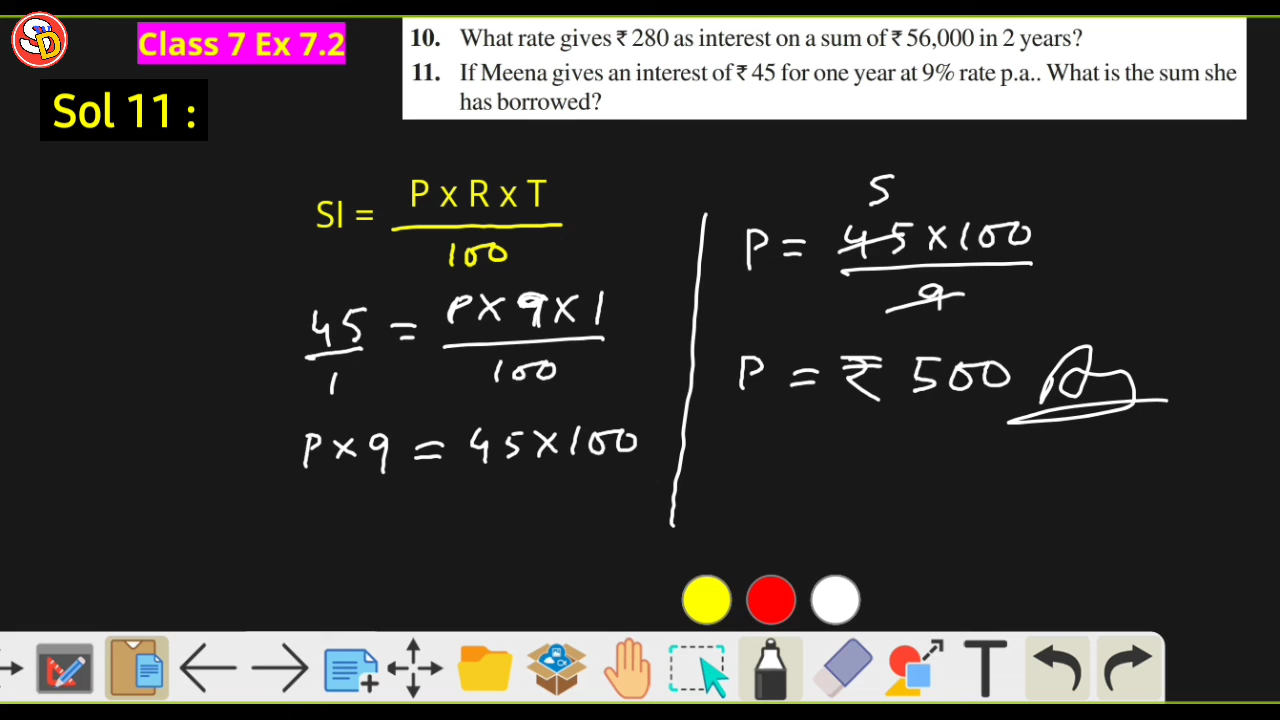 SD
Class 7 Ex 7.2
10. What rate gives ₹ 280 as interest on a sum of ₹ 56,000 in 2 years?
11. If Meena gives an interest of ₹ 45 for one year at 9% rate p.a.. What is the sum she
has borrowed?
Sol 11 :
SI = P x R x T
100
45 = P x 9 x 1
1 100
P x 9 = 45 x 100
5
P = 45 x 100
9
P = ₹ 500
T